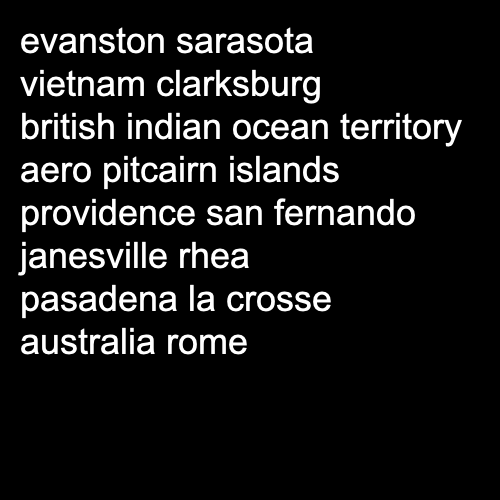 evanston sarasota
vietnam clarksburg
british indian ocean territory
aero pitcairn islands
providence san fernando
janesville rhea
pasadena la crosse
australia rome